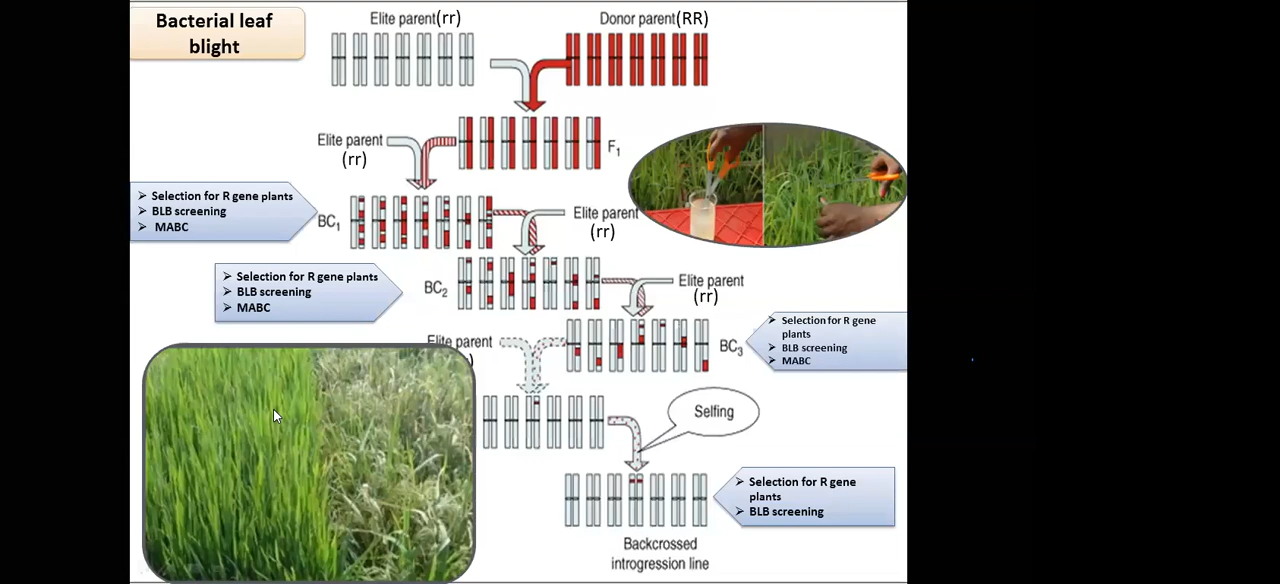 Bacterial leaf
blight
Elite parent(rr)
Donor parent(RR)
Elite parent
(rr)
F1
➢ Selection for R gene plants
➢ BLB screening
➢ MABC
BC1
Elite parent
(rr)
➢ Selection for R gene plants
➢ BLB screening
➢ MABC
BC2
Elite parent
(rr)
Elite parent
)
BC3
➢ Selection for R gene
plants
➢ BLB screening
➢ MABC
Selfing
➢ Selection for R gene
plants
➢ BLB screening
Backcrossed
introgression line